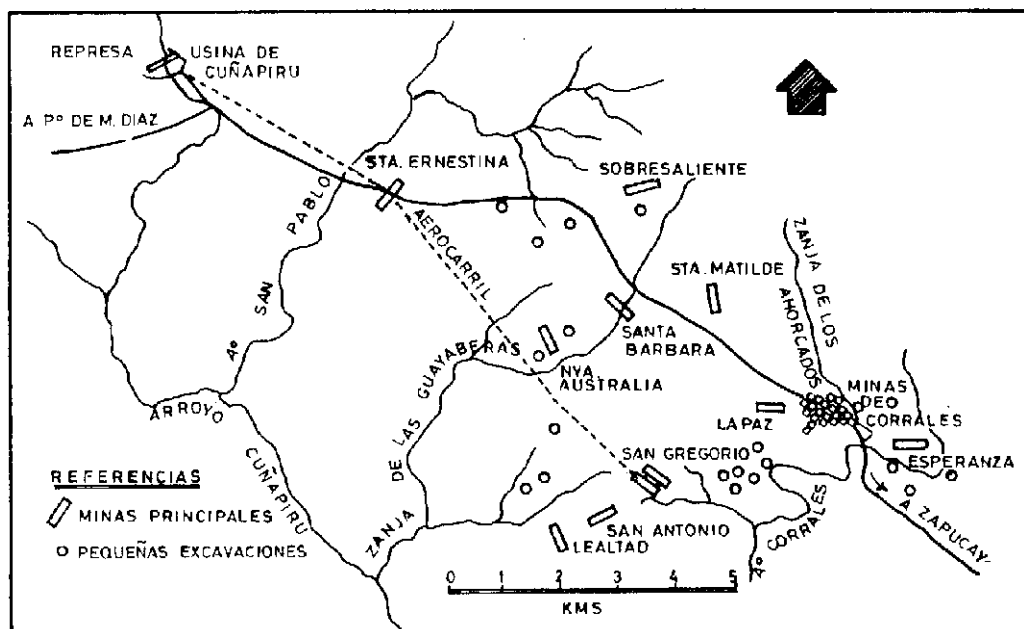 REPRESA
USINA DE
CUÑAPIRU
A Pº DE M. DIAZ
STA. ERNESTINA
SOBRESALIENTE
Aº SAN PABLO
AEROCARRIL
STA. MATILDE
ZANJA DE LOS
AHORCADOS
SANTA
BARBARA
NYA
AUSTRALIA
ZANJA DE LAS GUAYABERAS
ARROYO CUÑAPIRU
LA PAZ
MINAS
DE
CORRALES
ESPERANZA
SAN GREGORIO
SAN ANTONIO
LEALTAD
Aº CORRALES
A ZAPUCAY
REFERENCIAS
MINAS PRINCIPALES
PEQUEÑAS EXCAVACIONES
0 1 2 3 4 5
KMS